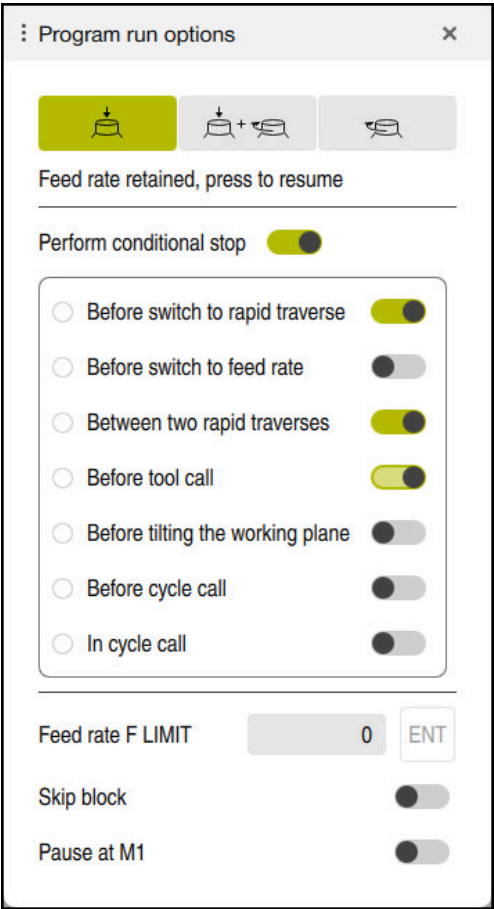 Program run options
Feed rate retained, press to resume
Perform conditional stop
Before switch to rapid traverse
Before switch to feed rate
Between two rapid traverses
Before tool call
Before tilting the working plane
Before cycle call
In cycle call
Feed rate F LIMIT 0 ENT
Skip block
Pause at M1